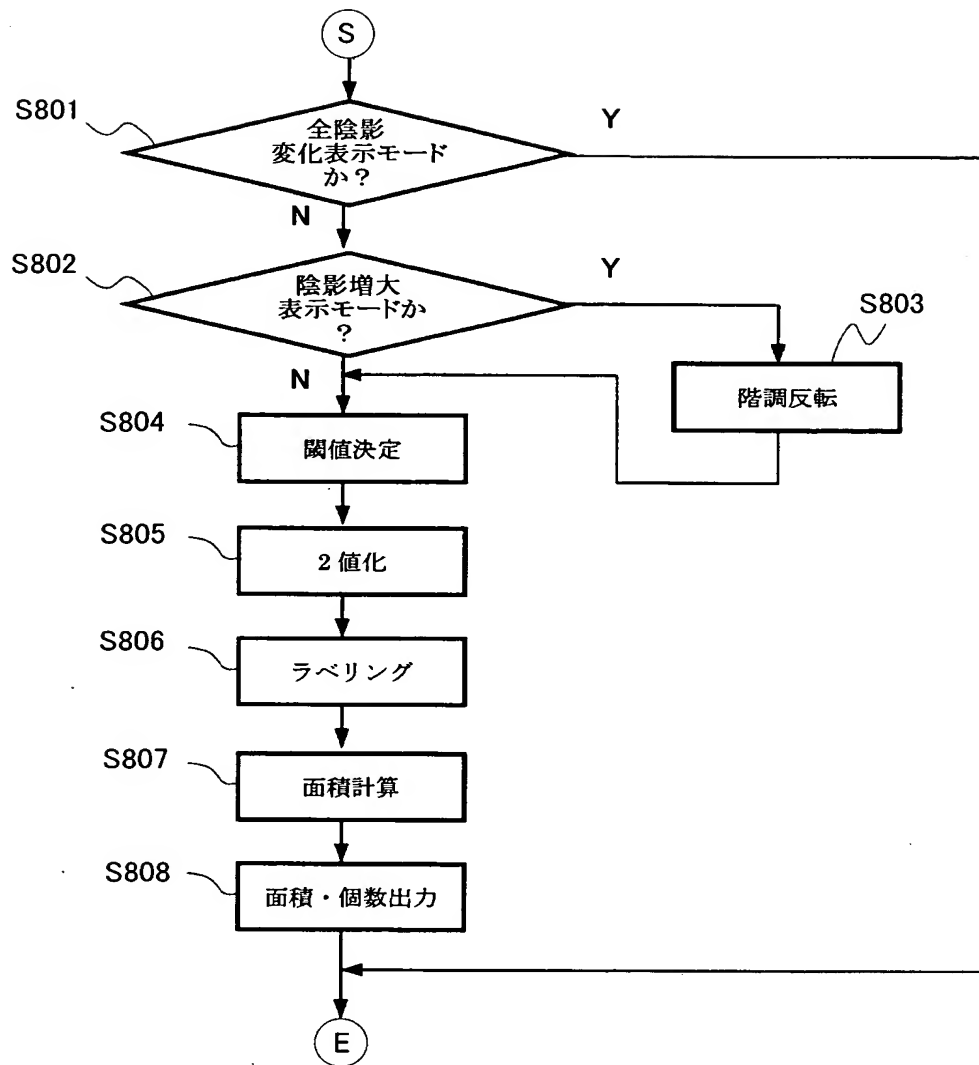 S
S801
全陰影
変化表示モード
か?
Y
N
S802
陰影増大
表示モードか
?
Y
S803
階調反転
N
S804
閾値決定
S805
2値化
S806
ラベリング
S807
面積計算
S808
面積・個数出力
E